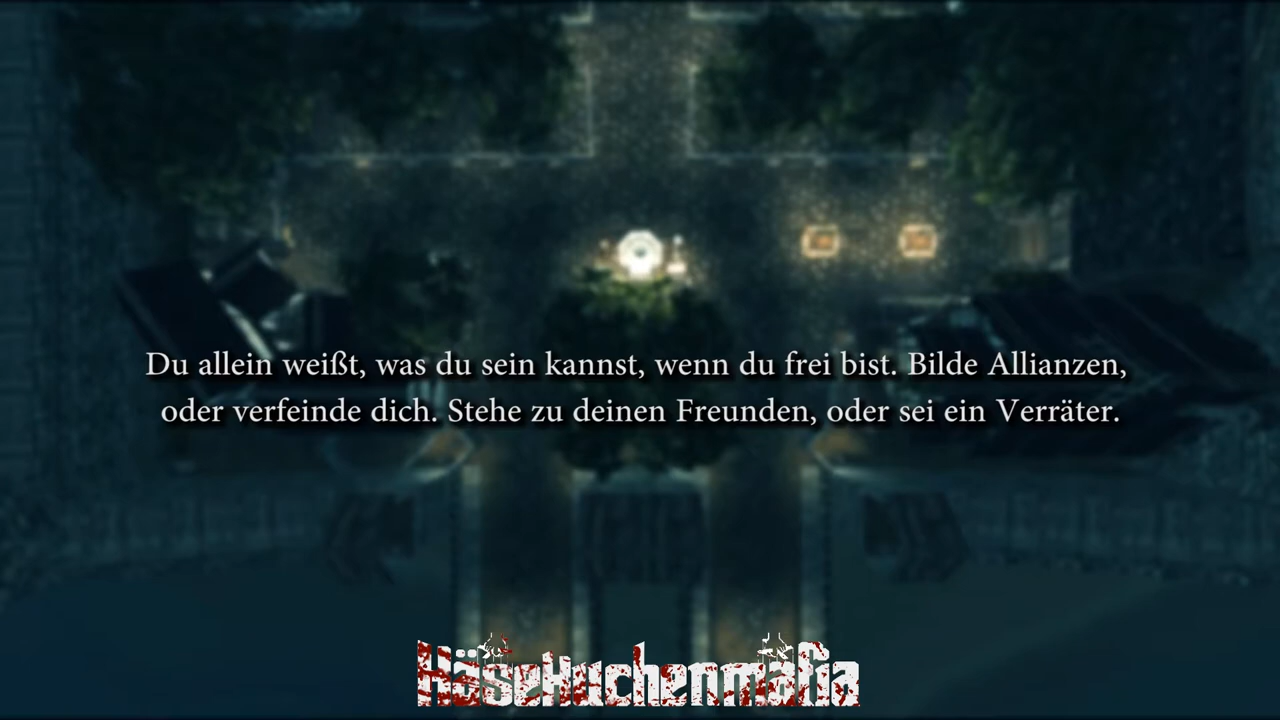 Du allein weißt, was du sein kannst, wenn du frei bist. Bilde Allianzen,
oder verfeinde dich. Stehe zu deinen Freunden, oder sei ein Verräter.
HäseKuchenmafia